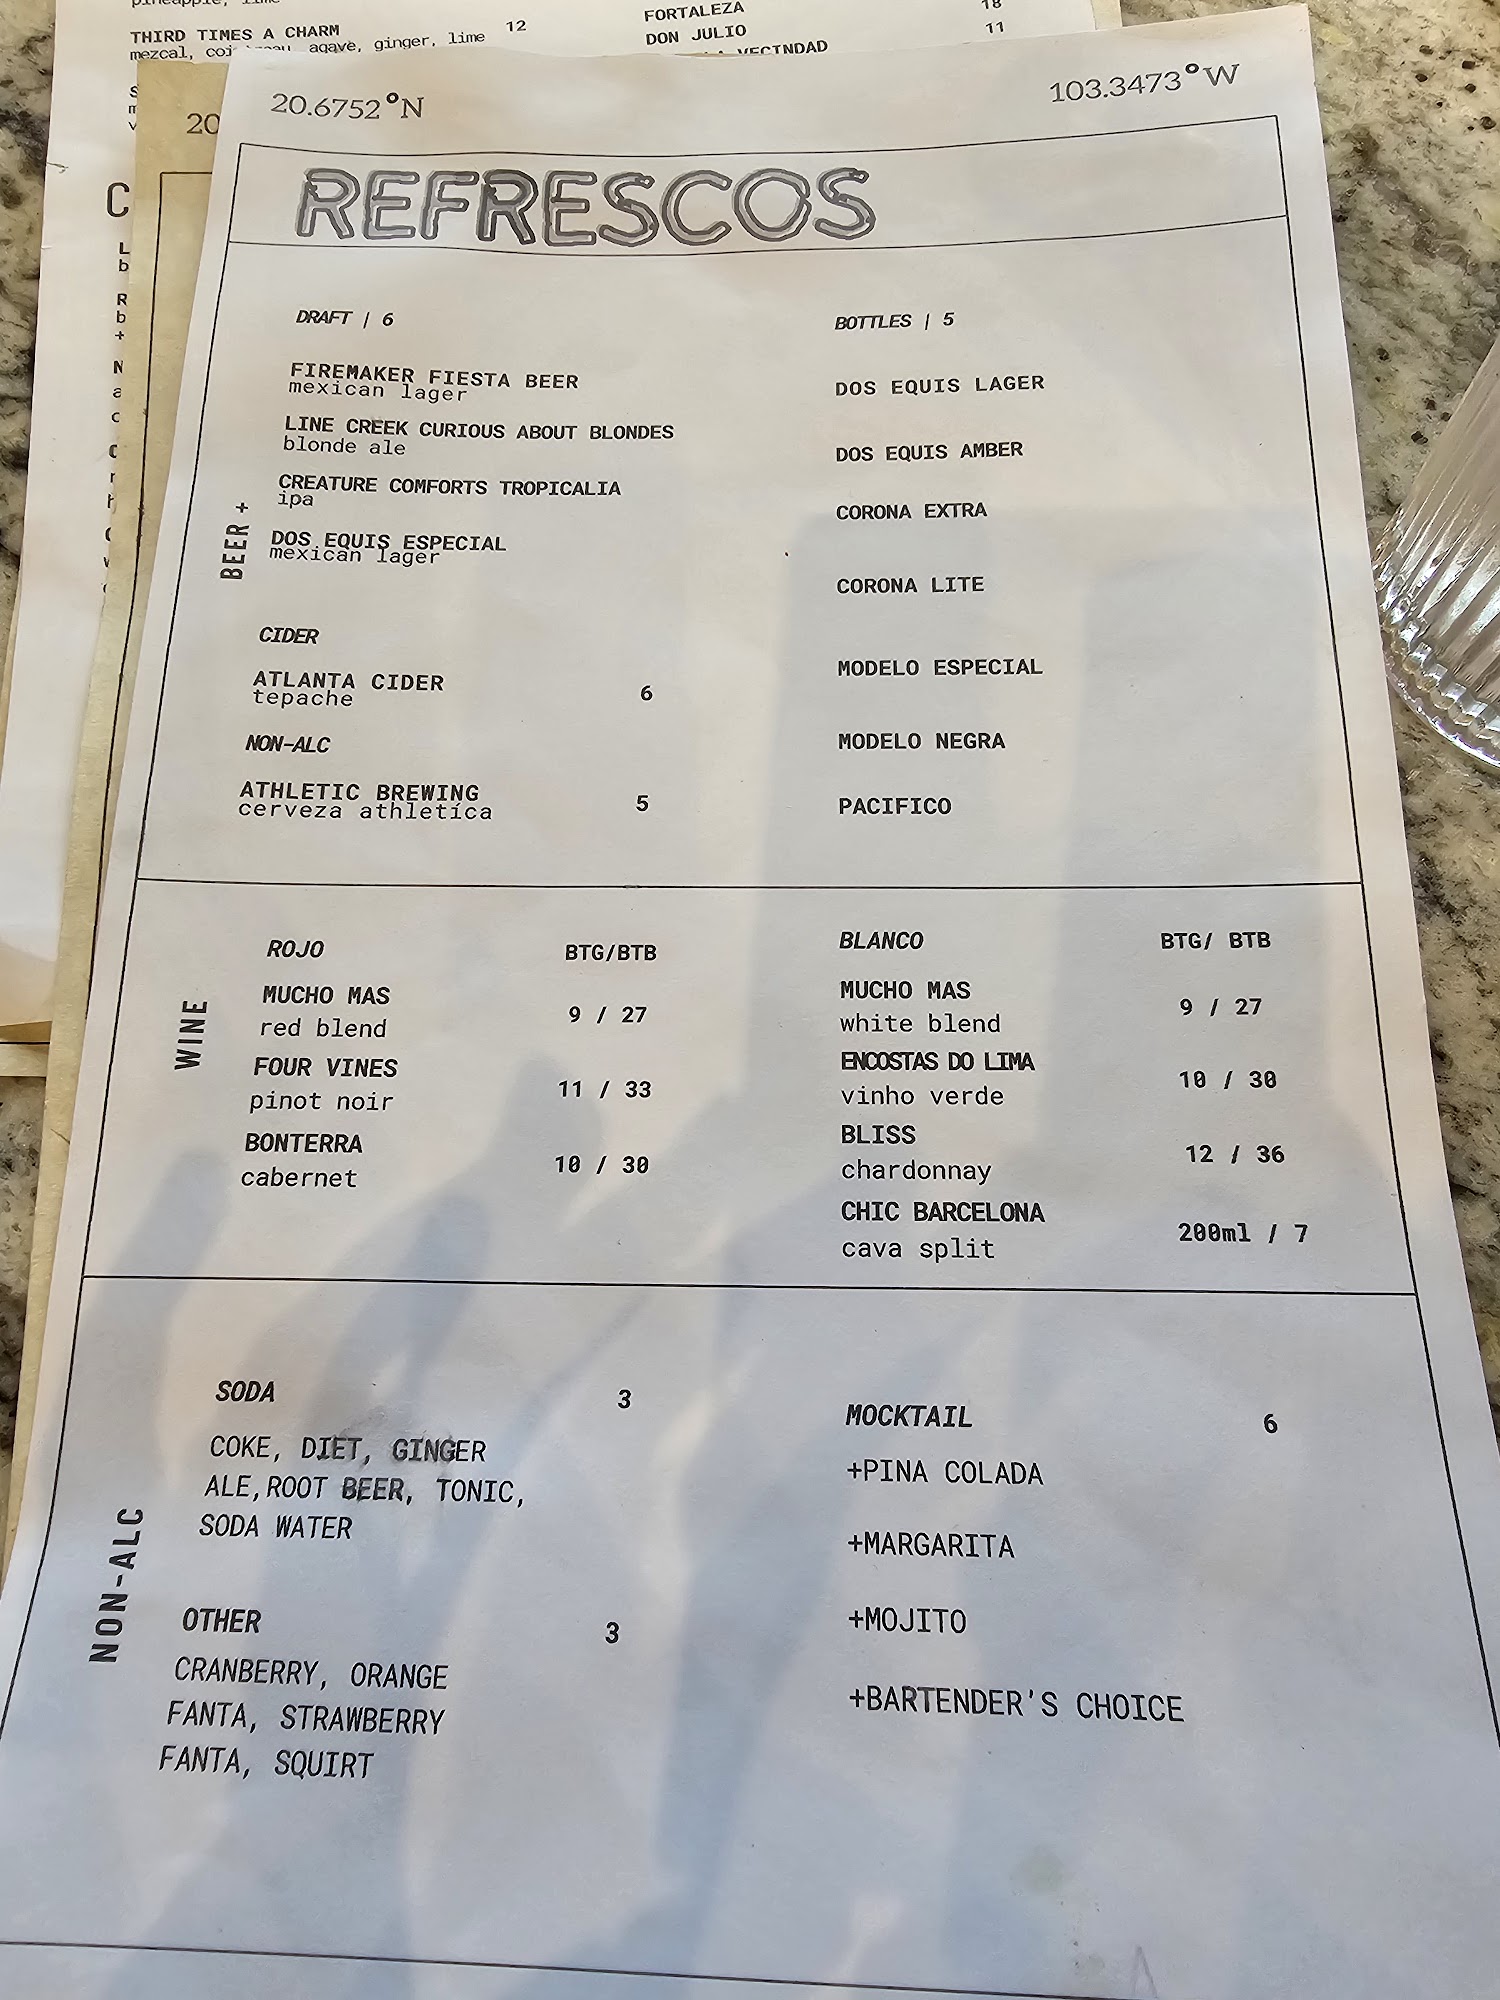 THIRD TIMES A CHARM 12
agave, ginger, lime
FORTALEZA 18
DON JULIO 11
VECINDAD
20
20.6752°N
103.3473°W
REFRESCOS
BEER +
DRAFT | 6
FIREMAKER FIESTA BEER
mexican lager
LINE CREEK CURIOUS ABOUT BLONDES
blonde ale
CREATURE COMFORTS TROPICALIA
ipa
DOS EQUIS ESPECIAL
mexican lager
CIDER
ATLANTA CIDER 6
tepache
NON-ALC
ATHLETIC BREWING 5
cerveza athletica
BOTTLES | 5
DOS EQUIS LAGER
DOS EQUIS AMBER
CORONA EXTRA
CORONA LITE
MODELO ESPECIAL
MODELO NEGRA
PACIFICO
WINE
ROJO BTG/BTB
MUCHO MAS 9 / 27
red blend
FOUR VINES 11 / 33
pinot noir
BONTERRA 10 / 30
cabernet
BLANCO BTG/ BTB
MUCHO MAS 9 / 27
white blend
ENCOSTAS DO LIMA 10 / 30
vinho verde
BLISS 12 / 36
chardonnay
CHIC BARCELONA 200ml / 7
cava split
NON-ALC
SODA 3
COKE, DIET, GINGER
ALE,ROOT BEER, TONIC,
SODA WATER
OTHER 3
CRANBERRY, ORANGE
FANTA, STRAWBERRY
FANTA, SQUIRT
MOCKTAIL 6
+PINA COLADA
+MARGARITA
+MOJITO
+BARTENDER'S CHOICE